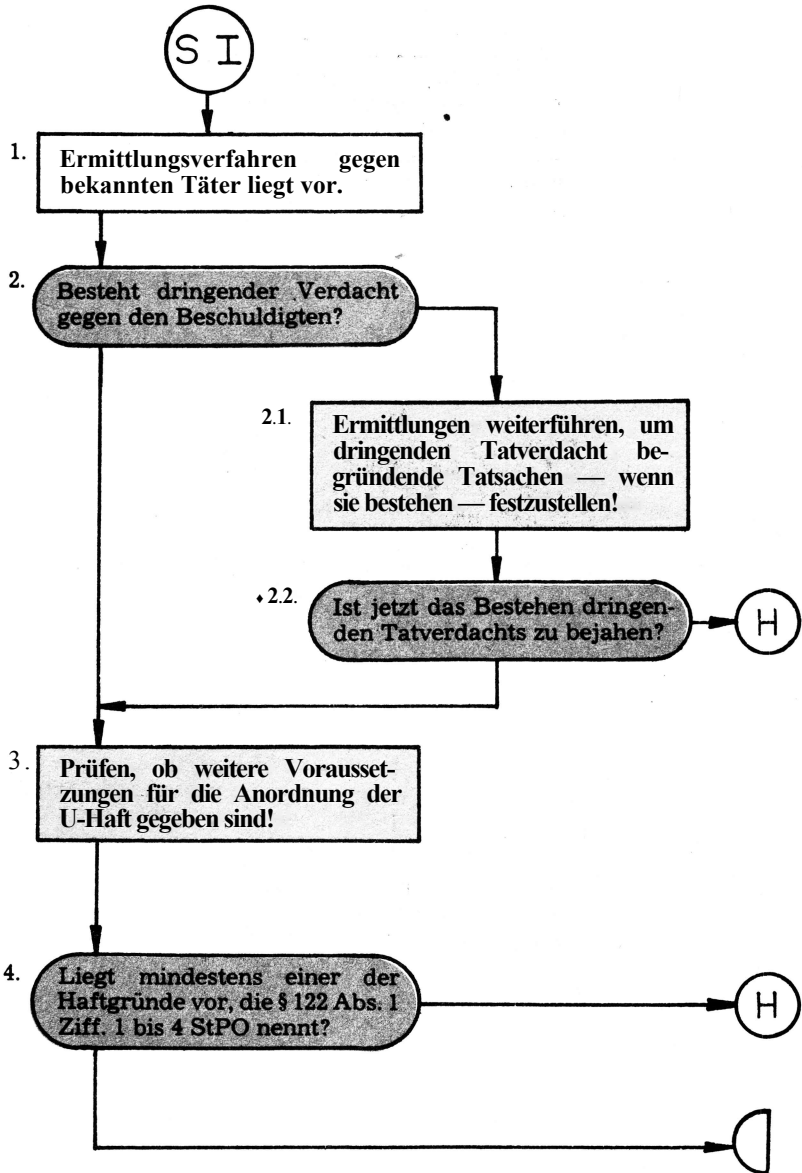 S I
1.
Ermittlungsverfahren gegen
bekannten Täter liegt vor.
2.
Besteht dringender Verdacht
gegen den Beschuldigten?
2.1.
Ermittlungen weiterführen, um
dringenden Tatverdacht be-
gründende Tatsachen — wenn
sie bestehen — festzustellen!
2.2.
Ist jetzt das Bestehen dringen-
den Tatverdachts zu bejahen?
H
3.
Prüfen, ob weitere Vorausset-
zungen für die Anordnung der
U-Haft gegeben sind!
4.
Liegt mindestens einer der
Haftgründe vor, die § 122 Abs. 1
Ziff. 1 bis 4 StPO nennt?
H